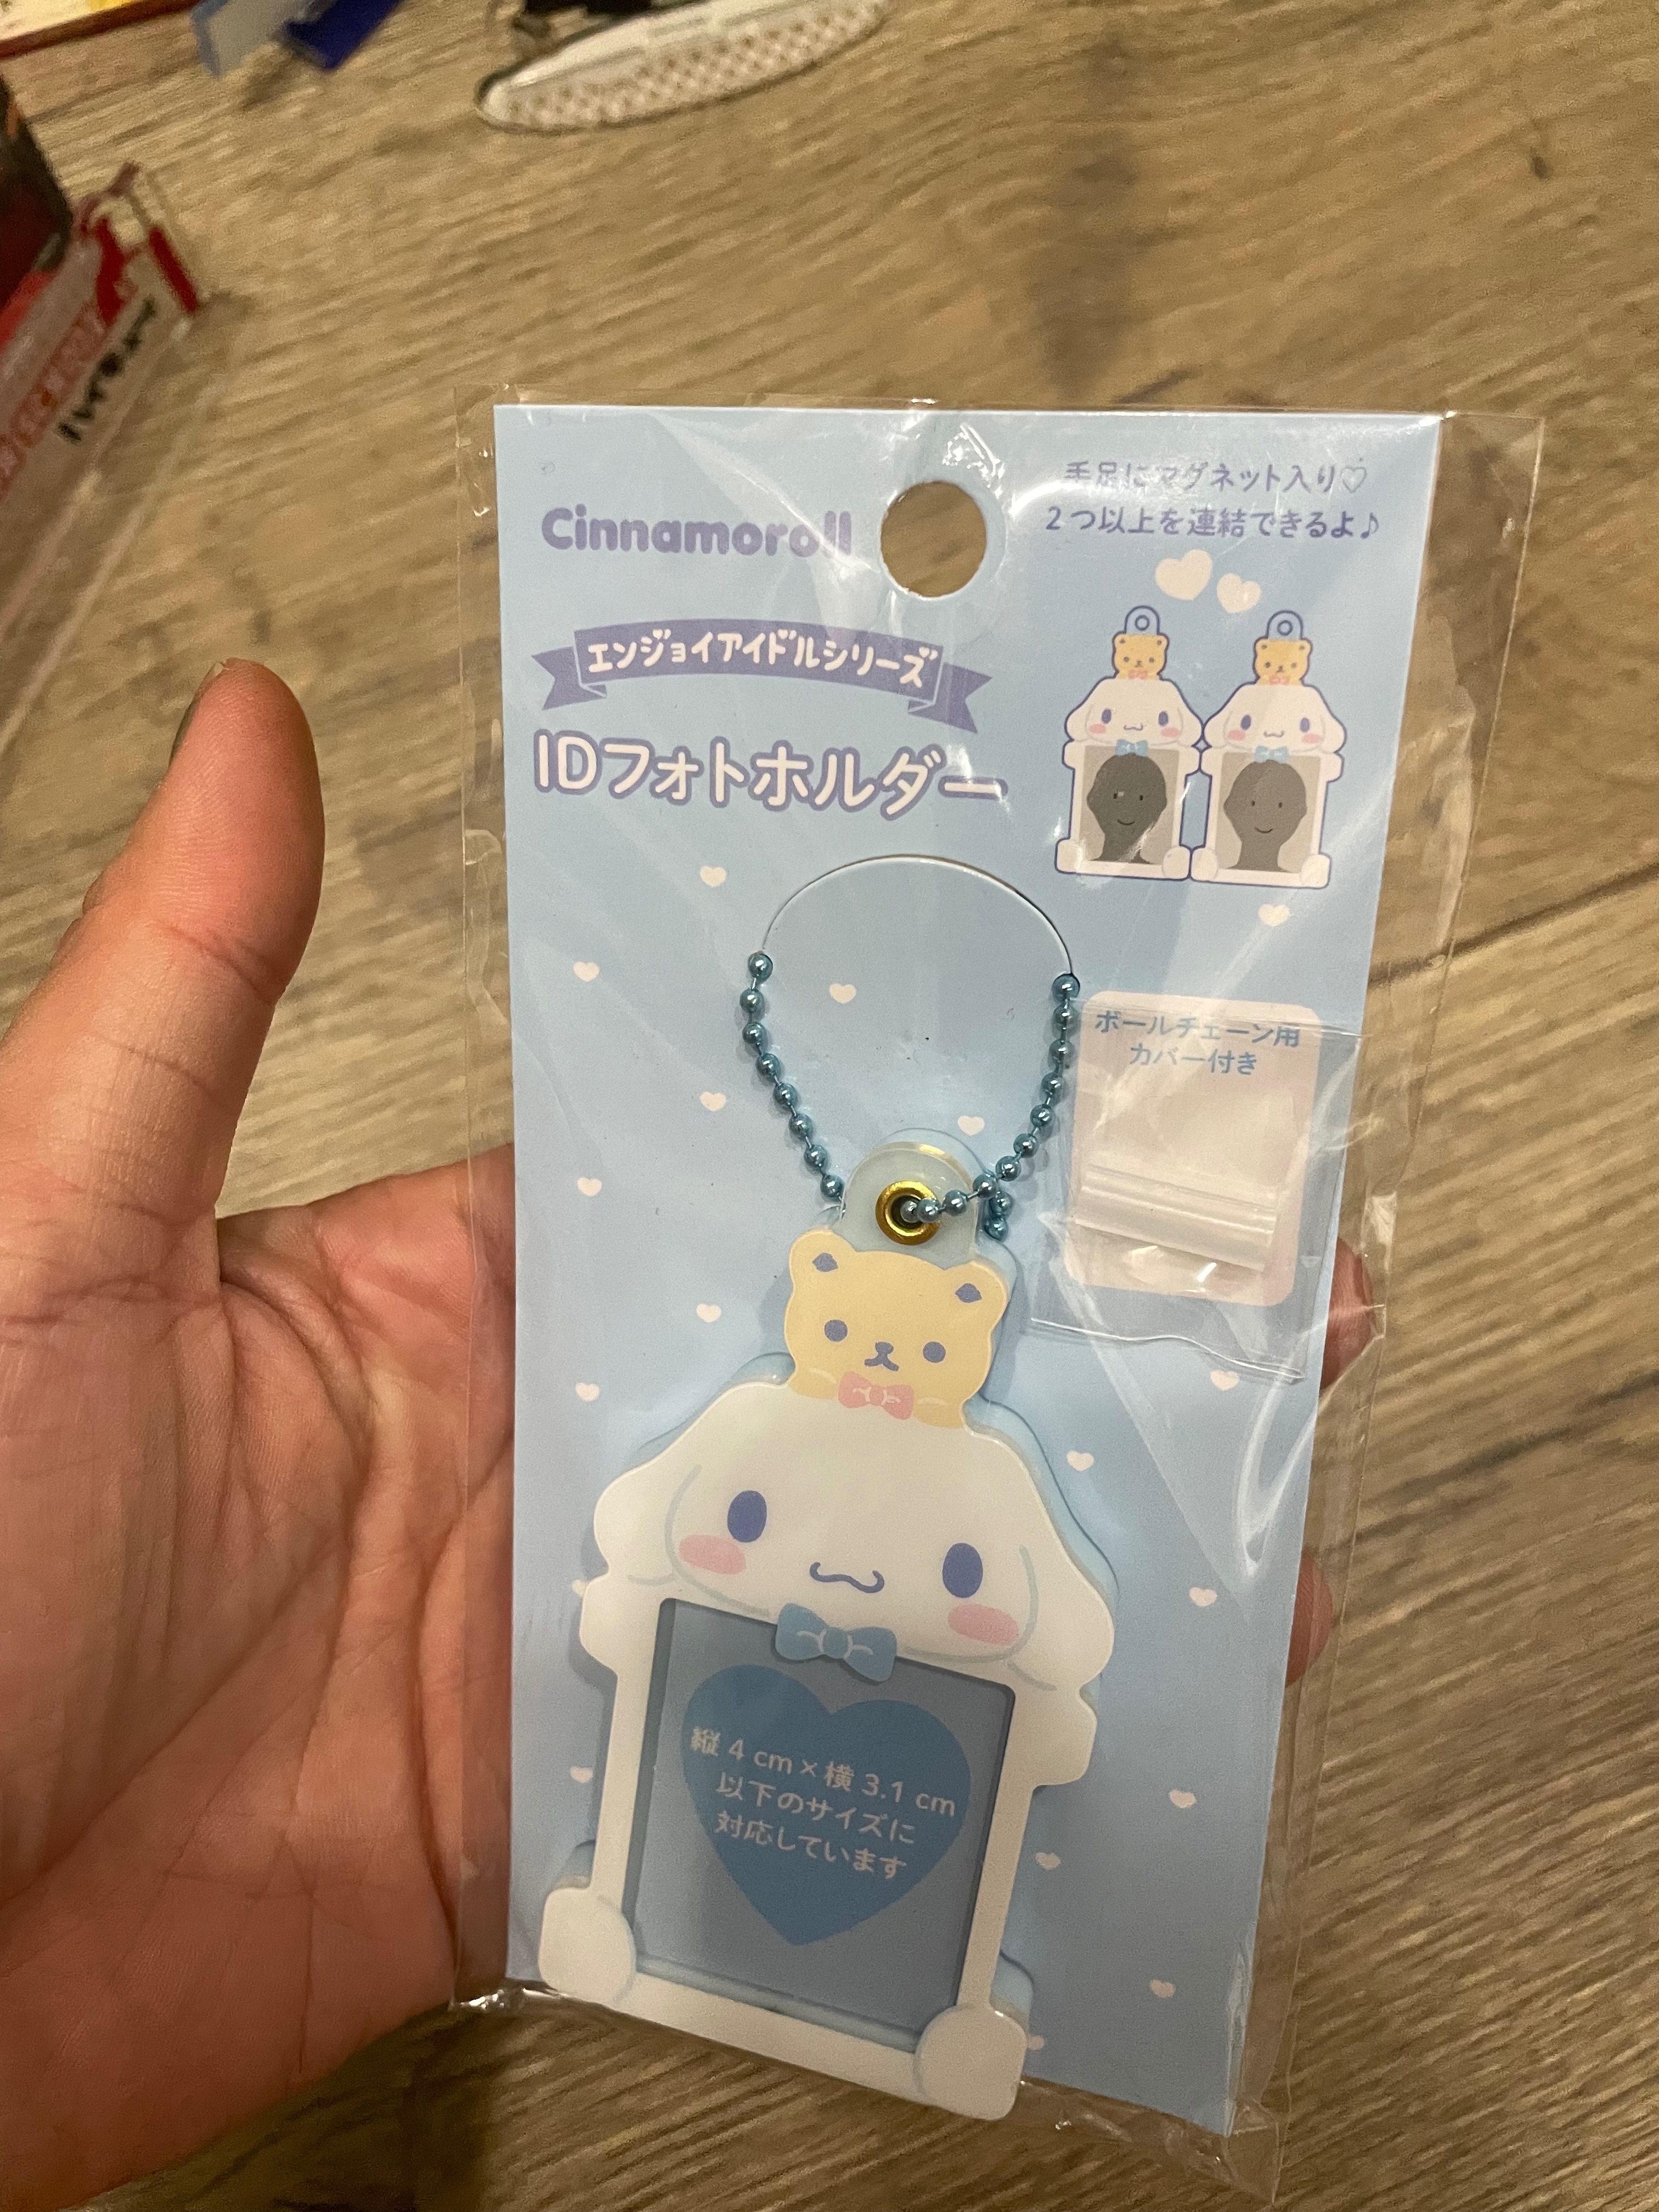 Cinnamoroll
手足にマグネット入り♡
2つ以上を連結できるよ♪
エンジョイアイドルシリーズ
IDフォトホルダー
ボールチェーン用
カバー付き
縦 4 cm×横 3.1 cm
以下のサイズに
対応しています